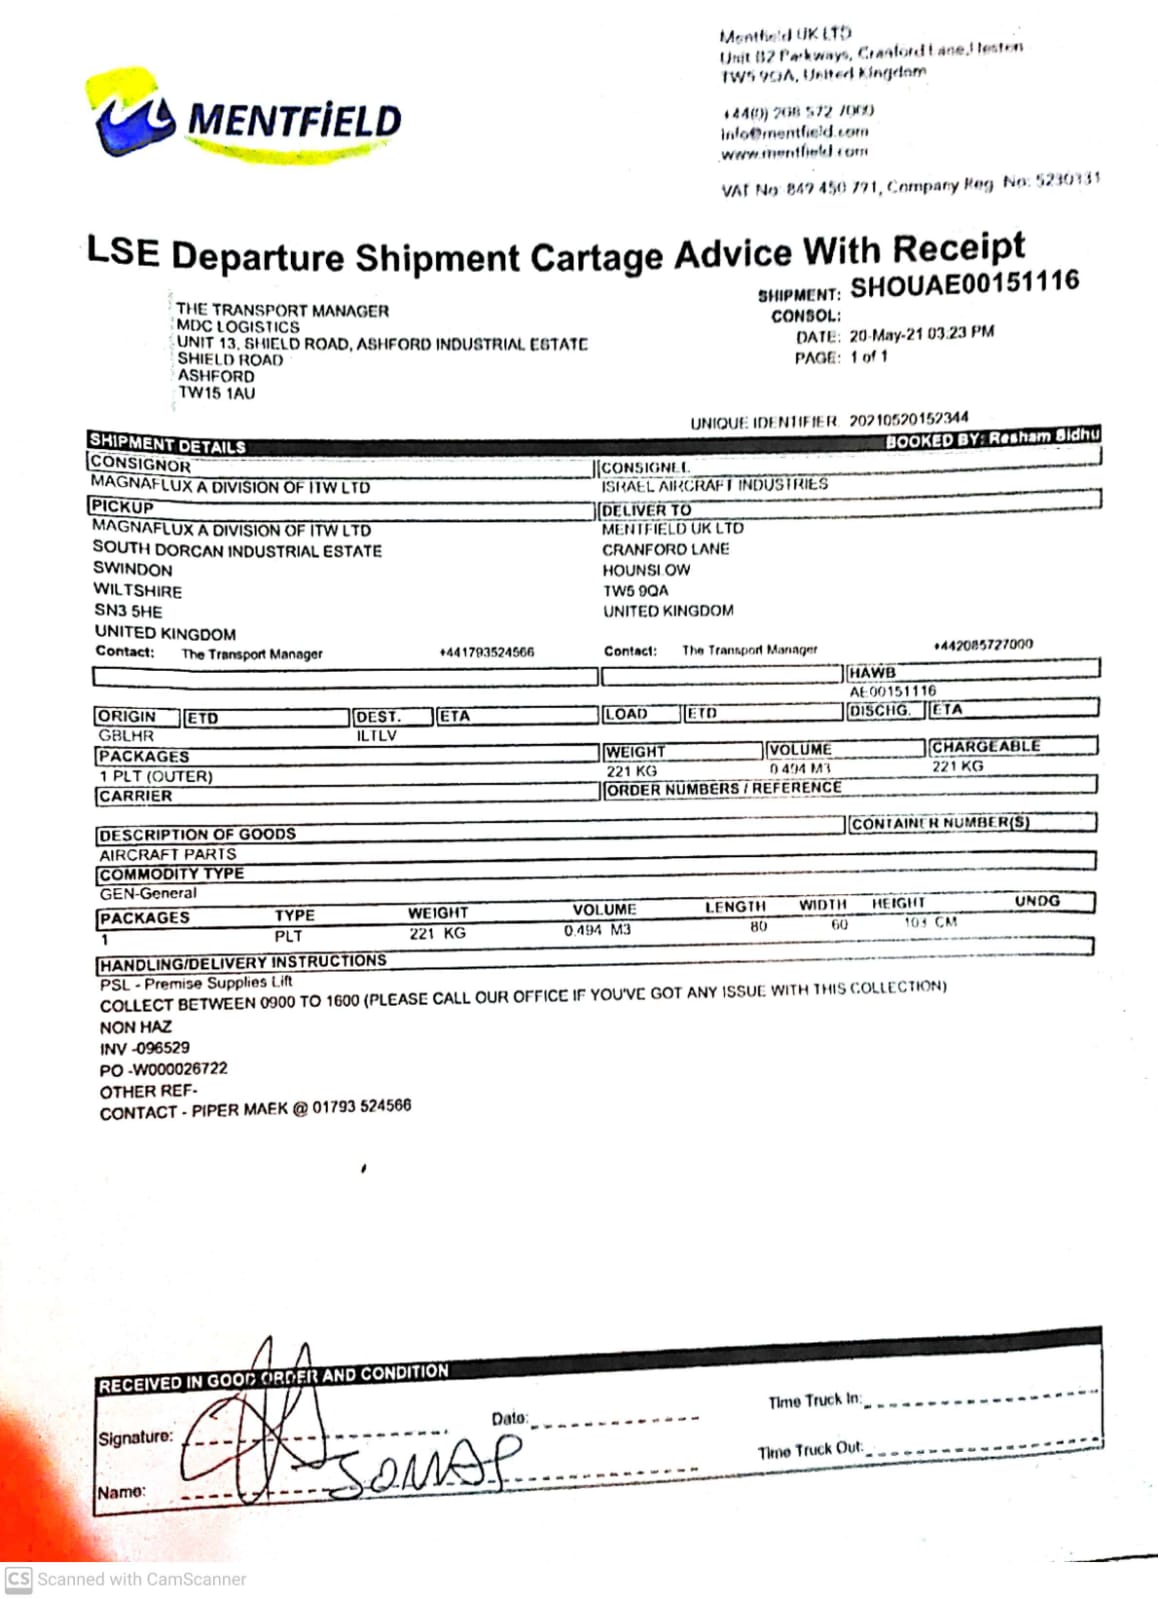 MENTFiELD
Mentfield UK LTD
Unit B2 Parkways, Cranford Lane, Heston
TW5 9QA, United Kingdom
+44(0) 208 572 7000
info@mentfield.com
www.mentfield.com
VAT No 849 450 791, Company Reg No: 5230331
LSE Departure Shipment Cartage Advice With Receipt
SHIPMENT: SHOUAE00151116
CONSOL:
DATE: 20-May-21 03.23 PM
PAGE: 1 of 1
THE TRANSPORT MANAGER
MDC LOGISTICS
UNIT 13, SHIELD ROAD, ASHFORD INDUSTRIAL ESTATE
SHIELD ROAD
ASHFORD
TW15 1AU
UNIQUE IDENTIFIER 20210520152344
SHIPMENT DETAILS BOOKED BY: Resham Sidhu
CONSIGNOR CONSIGNEE
MAGNAFLUX A DIVISION OF ITW LTD ISRAEL AIRCRAFT INDUSTRIES
PICKUP DELIVER TO
MAGNAFLUX A DIVISION OF ITW LTD MENTFIELD UK LTD
SOUTH DORCAN INDUSTRIAL ESTATE CRANFORD LANE
SWINDON HOUNSLOW
WILTSHIRE TW5 9QA
SN3 5HE UNITED KINGDOM
UNITED KINGDOM
Contact: The Transport Manager +441793524566 Contact: The Transport Manager +442085727000
HAWB
AE00151116
ORIGIN ETD DEST. ETA LOAD ETD DISCHG. ETA
GBLHR ILTLV
PACKAGES WEIGHT VOLUME CHARGEABLE
1 PLT (OUTER) 221 KG 0.494 M3 221 KG
CARRIER ORDER NUMBERS / REFERENCE
DESCRIPTION OF GOODS CONTAINER NUMBER(S)
AIRCRAFT PARTS
COMMODITY TYPE
GEN-General
PACKAGES TYPE WEIGHT VOLUME LENGTH WIDTH HEIGHT UNDG
1 PLT 221 KG 0.494 M3 80 60 103 CM
HANDLING/DELIVERY INSTRUCTIONS
PSL - Premise Supplies Lift
COLLECT BETWEEN 0900 TO 1600 (PLEASE CALL OUR OFFICE IF YOU'VE GOT ANY ISSUE WITH THIS COLLECTION)
NON HAZ
INV -096529
PO -W000026722
OTHER REF-
CONTACT - PIPER MAEK @ 01793 524566
RECEIVED IN GOOD ORDER AND CONDITION
Signature: Date: Time Truck In:
Name: Time Truck Out:
CS Scanned with CamScanner